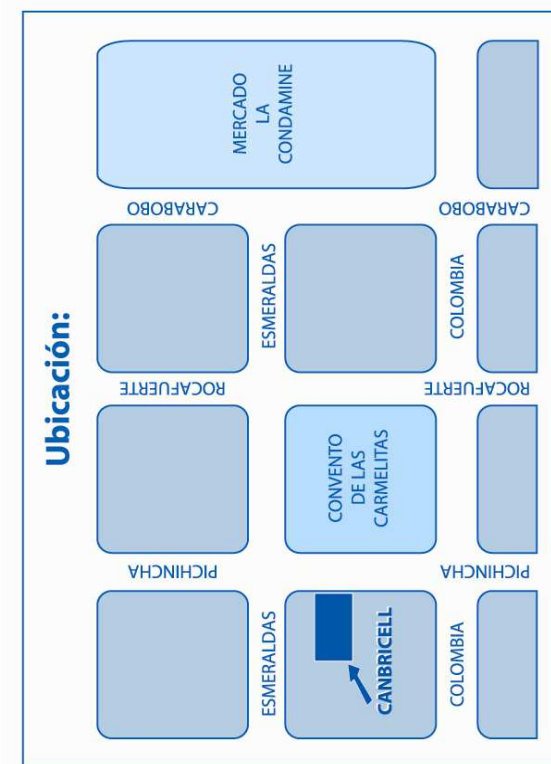 Ubicación:
ESMERALDAS
ESMERALDAS
PICHINCHA
ROCAFUERTE
CARABOBO
CANBRICELL
CONVENTO
DE LAS
CARMELITAS
MERCADO
LA
CONDAMINE
COLOMBIA
COLOMBIA
PICHINCHA
ROCAFUERTE
CARABOBO